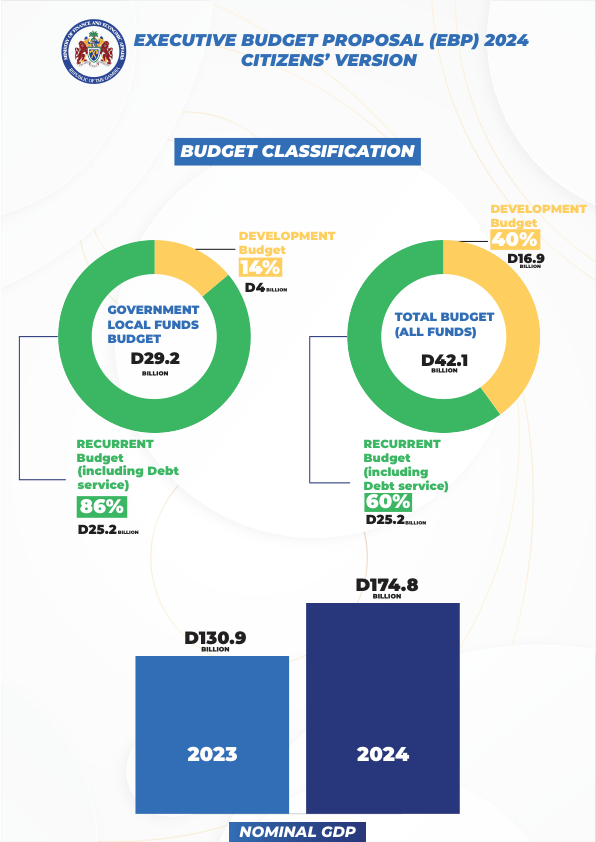 MINISTRY OF FINANCE AND ECONOMIC AFFAIRS
REPUBLIC OF THE GAMBIA
EXECUTIVE BUDGET PROPOSAL (EBP) 2024
CITIZENS' VERSION
BUDGET CLASSIFICATION
DEVELOPMENT
Budget
14%
D4 BILLION
GOVERNMENT
LOCAL FUNDS
BUDGET
D29.2
BILLION
RECURRENT
Budget
(including Debt
service)
86%
D25.2 BILLION
DEVELOPMENT
Budget
40%
D16.9
BILLION
TOTAL BUDGET
(ALL FUNDS)
D42.1
BILLION
RECURRENT
Budget
(including
Debt service)
60%
D25.2 BILLION
D130.9
BILLION
2023
D174.8
BILLION
2024
NOMINAL GDP